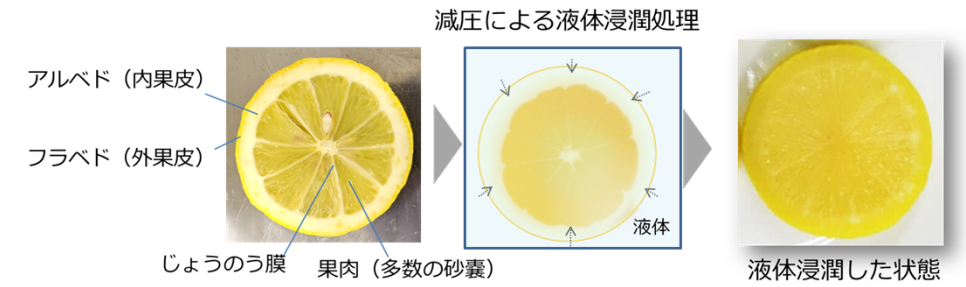 減圧による液体浸潤処理
アルベド（内果皮）
フラベド（外果皮）
じょうのう膜
果肉（多数の砂嚢）
液体
液体浸潤した状態